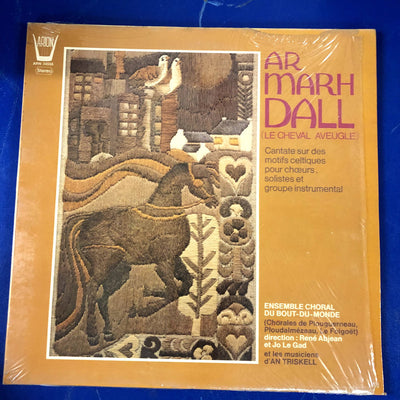 ARION
Stereo
AR
MARH
DALL
(LE CHEVAL AVEUGLE)
Cantate sur des
motifs celtiques
pour chœurs,
solistes et
groupe instrumental
ENSEMBLE CHORAL
DU BOUT-DU-MONDE
(Chorales de Plouguerneau,
Ploudalmézeau, Le Folgoët)
direction : René Abjean
et Jo Le Gad
et les musiciens
d'AN TRISKELL